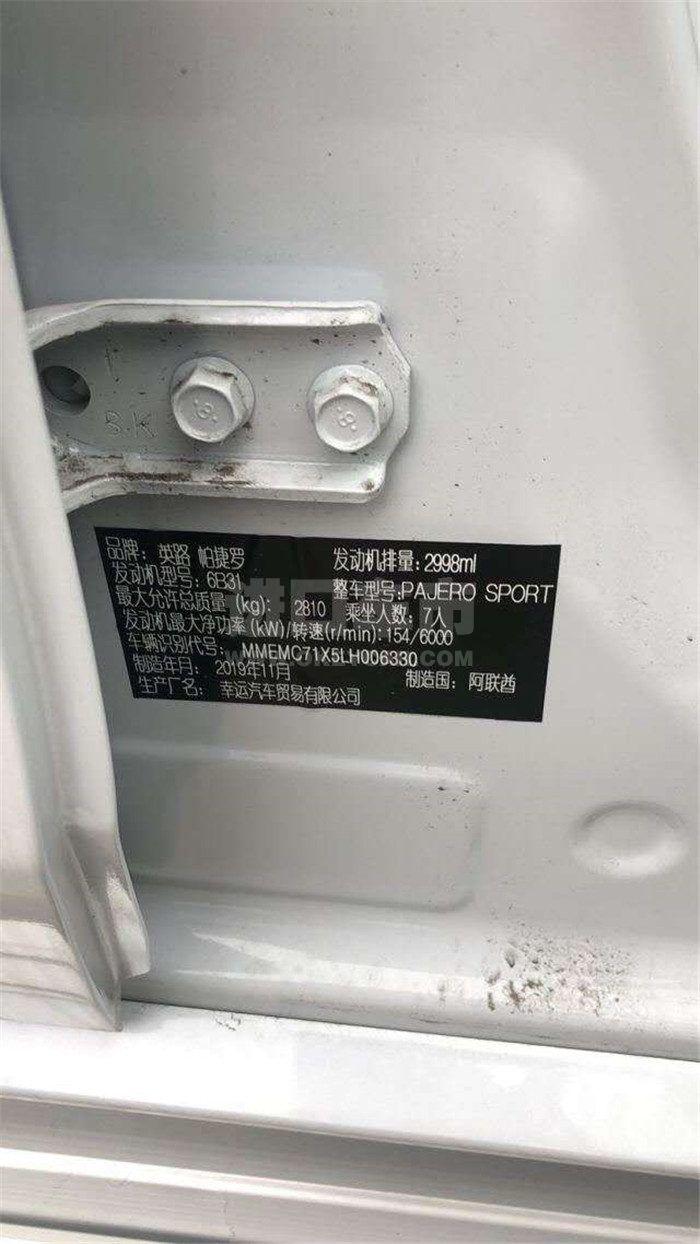 S.K
8
8
品牌：英路 帕捷罗 发动机排量：2998ml
发动机型号：6B31 整车型号：PAJERO SPORT
最大允许总质量（kg）：2810 乘坐人数：7人
发动机最大净功率（kW）/转速（r/min）：154/6000
车辆识别代号：MMEMC71X5LH006330
制造年月：2019年11月 制造国：阿联酋
生产厂名：幸运汽车贸易有限公司